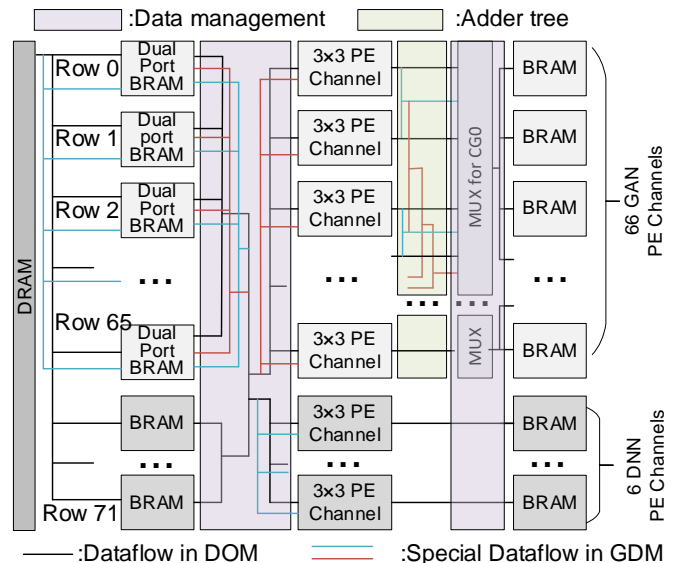 :Data management
:Adder tree
DRAM
Row 0
Dual
Port
BRAM
3×3 PE
Channel
BRAM
Row 1
Dual
port
BRAM
3×3 PE
Channel
BRAM
Row 2
Dual
Port
BRAM
3×3 PE
Channel
BRAM
MUX for CG0
66 GAN
PE Channels
...
...
...
... ...
Row 65
Dual
Port
BRAM
3×3 PE
Channel
MUX
BRAM
BRAM
3×3 PE
Channel
BRAM
...
...
...
6 DNN
PE Channels
Row 71
BRAM
3×3 PE
Channel
BRAM
:Dataflow in DOM
:Special Dataflow in GDM